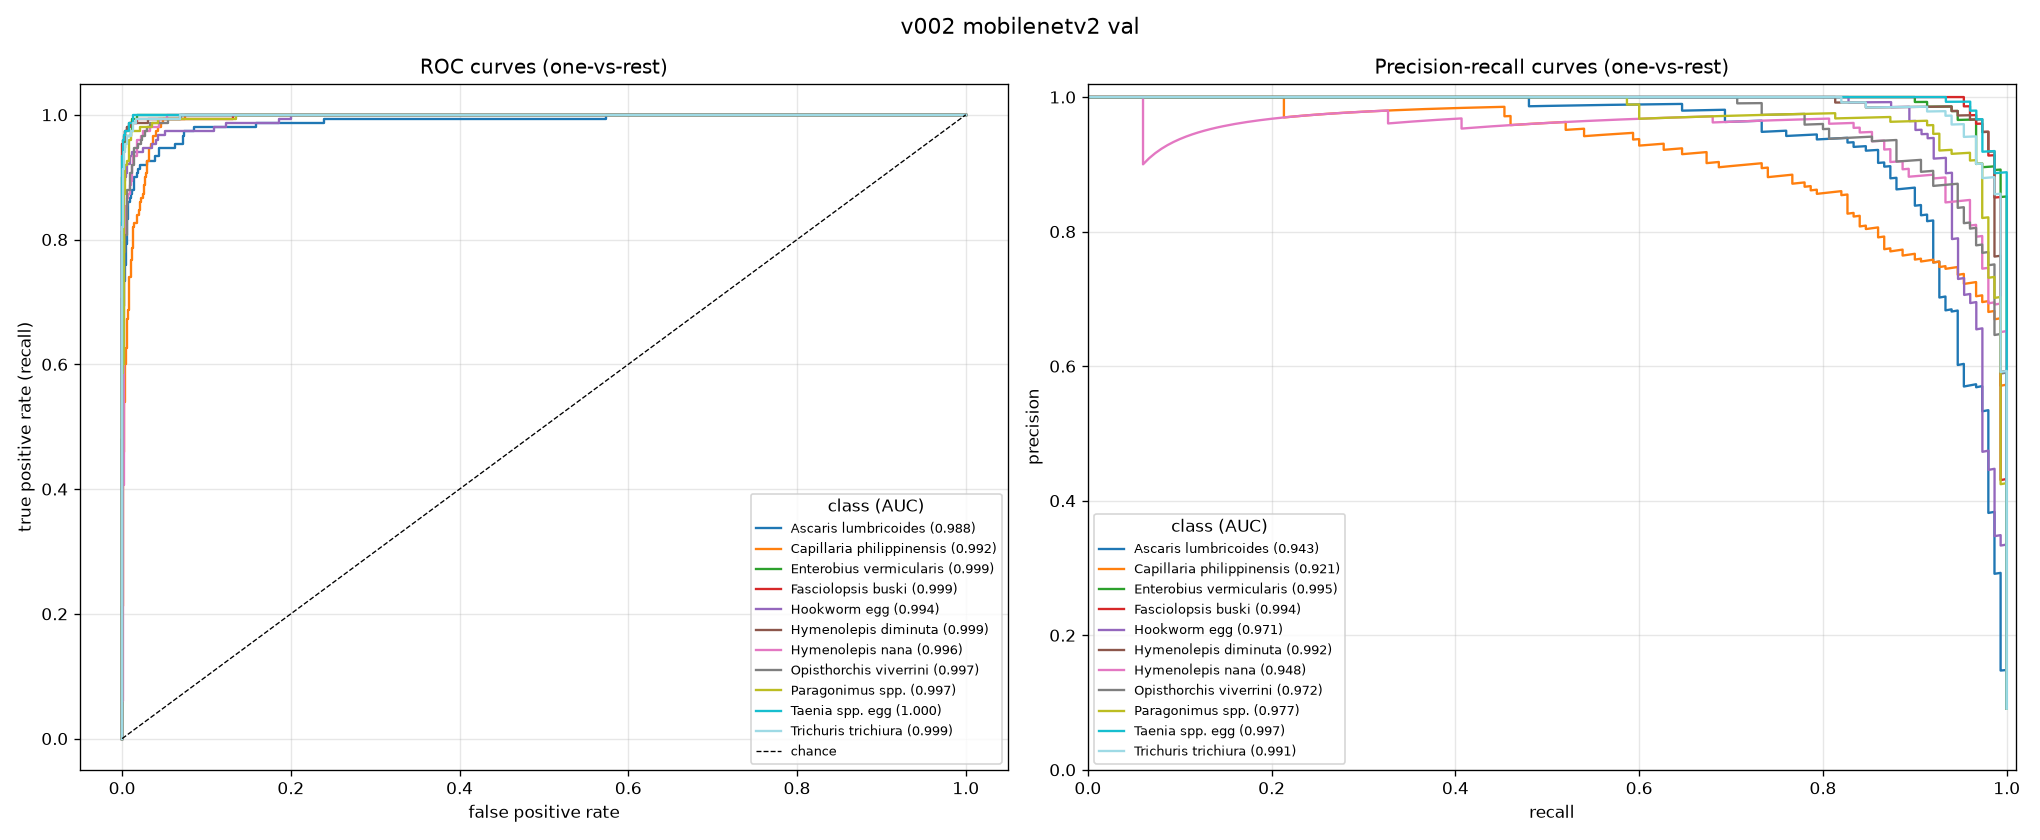 v002 mobilenetv2 val
ROC curves (one-vs-rest)
true positive rate (recall)
1.0
0.8
0.6
0.4
0.2
0.0
class (AUC)
Ascaris lumbricoides (0.988)
Capillaria philippinensis (0.992)
Enterobius vermicularis (0.999)
Fasciolopsis buski (0.999)
Hookworm egg (0.994)
Hymenolepis diminuta (0.999)
Hymenolepis nana (0.996)
Opisthorchis viverrini (0.997)
Paragonimus spp. (0.997)
Taenia spp. egg (1.000)
Trichuris trichiura (0.999)
chance
0.0 0.2 0.4 0.6 0.8 1.0
false positive rate
Precision-recall curves (one-vs-rest)
precision
1.0
0.8
0.6
0.4
0.2
0.0
class (AUC)
Ascaris lumbricoides (0.943)
Capillaria philippinensis (0.921)
Enterobius vermicularis (0.995)
Fasciolopsis buski (0.994)
Hookworm egg (0.971)
Hymenolepis diminuta (0.992)
Hymenolepis nana (0.948)
Opisthorchis viverrini (0.972)
Paragonimus spp. (0.977)
Taenia spp. egg (0.997)
Trichuris trichiura (0.991)
0.0 0.2 0.4 0.6 0.8 1.0
recall